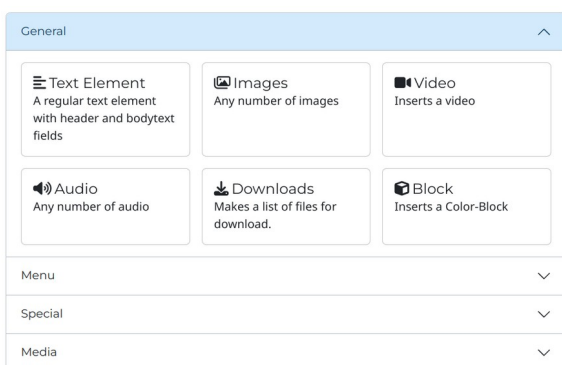 General
Text Element
A regular text element
with header and bodytext
fields
Images
Any number of images
Video
Inserts a video
Audio
Any number of audio
Downloads
Makes a list of files for
download.
Block
Inserts a Color-Block
Menu
Special
Media